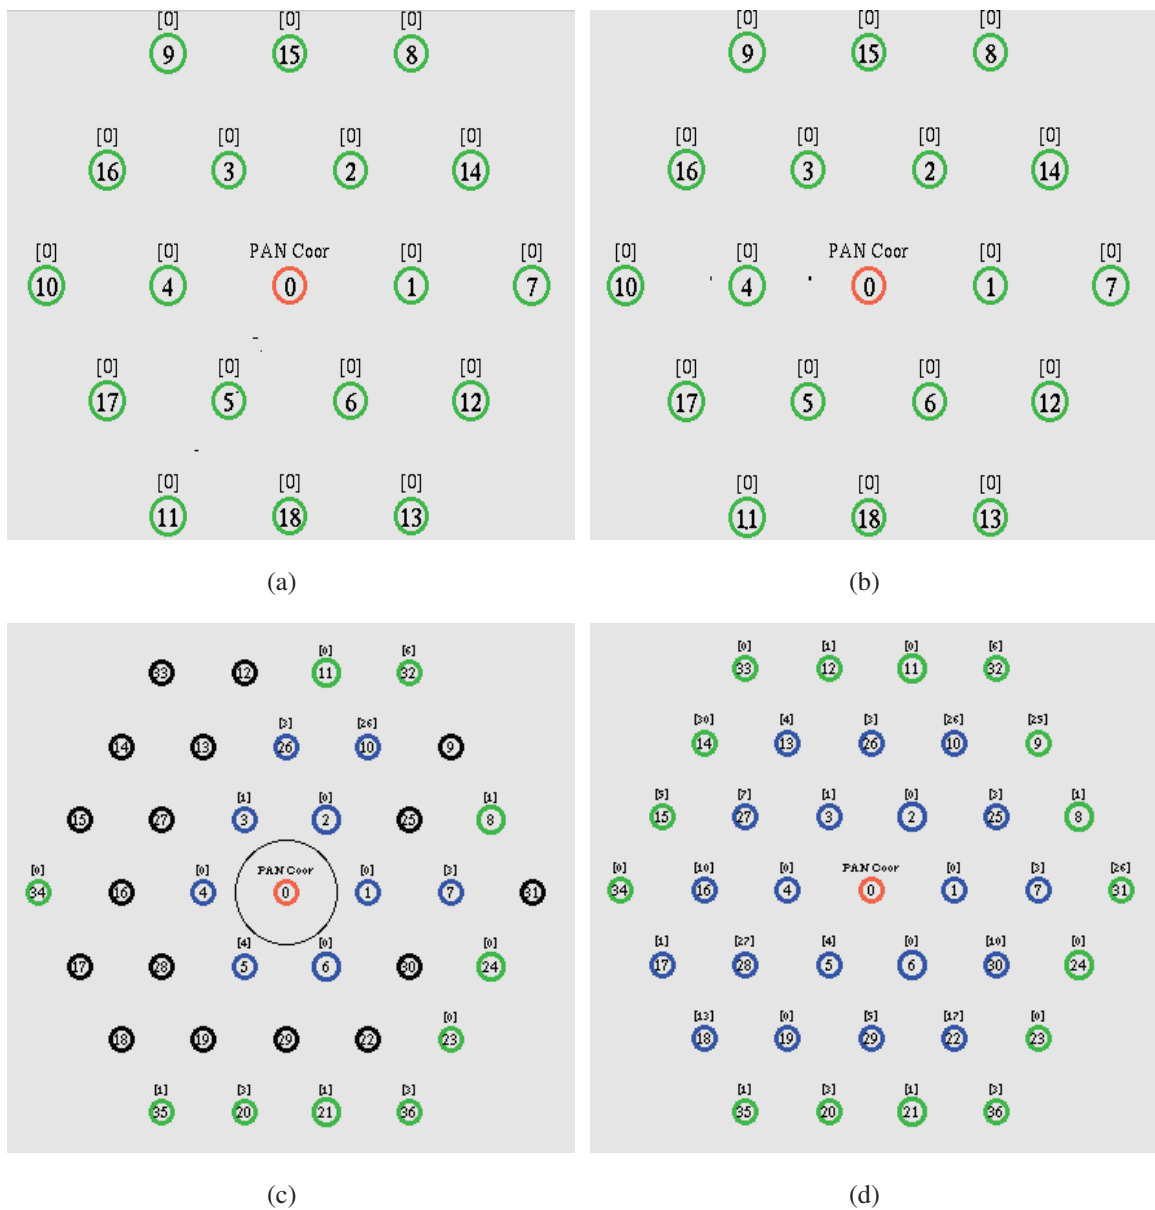 [0] [0] [0]
9 15 8
[0] [0] [0] [0]
16 3 2 14
[0] [0] PAN Coor [0] [0]
10 4 0 1 7
[0] [0] [0] [0]
17 5 6 12
[0] [0] [0]
11 18 13
(a)
[0] [0] [0]
9 15 8
[0] [0] [0] [0]
16 3 2 14
[0] [0] PAN Coor [0] [0]
10 4 0 1 7
[0] [0] [0] [0]
17 5 6 12
[0] [0] [0]
11 18 13
(b)
[0] [6]
33 12 11 32
[3] [26]
14 13 26 10 9
[1] [0] [1]
15 27 3 2 25 8
[0] [0] PAN Coor [0] [3]
34 16 4 0 1 7 31
[4] [0] [0]
17 28 5 6 30 24
[0]
18 19 29 22 23
[1] [3] [1] [3]
35 20 21 36
(c)
[0] [1] [0] [6]
33 12 11 32
[30] [4] [3] [26] [25]
14 13 26 10 9
[5] [7] [1] [0] [3] [1]
15 27 3 2 25 8
[0] [10] [0] PAN Coor [0] [3] [26]
34 16 4 0 1 7 31
[1] [27] [4] [0] [10] [0]
17 28 5 6 30 24
[13] [0] [5] [17] [0]
18 19 29 22 23
[1] [3] [1] [3]
35 20 21 36
(d)